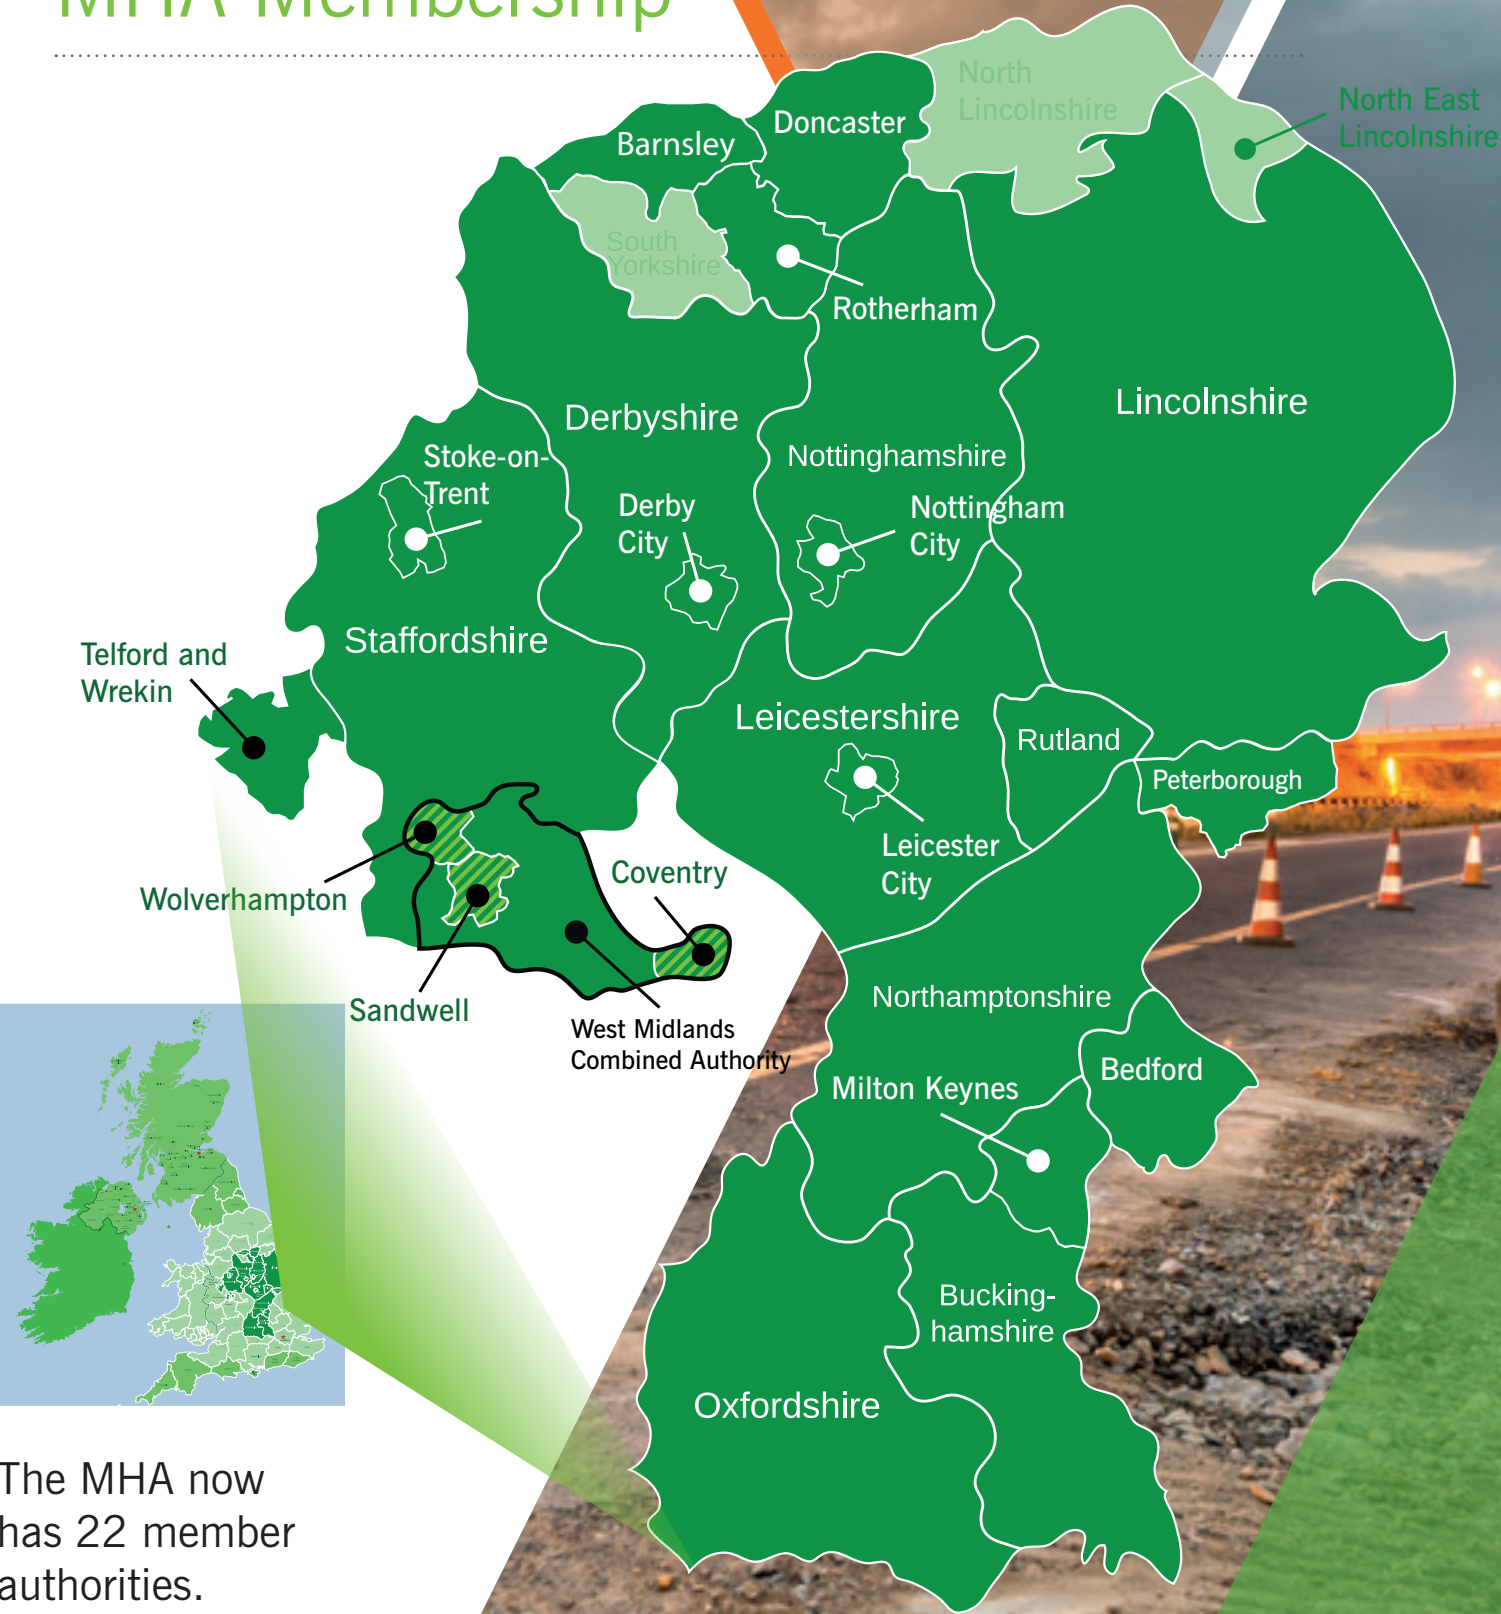 MHA Membership
North
Lincolnshire
North East
Lincolnshire
Doncaster
Barnsley
South
Yorkshire
Rotherham
Lincolnshire
Derbyshire
Nottinghamshire
Stoke-on-
Trent
Derby
City
Nottingham
City
Staffordshire
Telford and
Wrekin
Leicestershire
Rutland
Peterborough
Leicester
City
Coventry
Wolverhampton
Sandwell
West Midlands
Combined Authority
Northamptonshire
Bedford
Milton Keynes
Bucking-
hamshire
Oxfordshire
The MHA now
has 22 member
authorities.